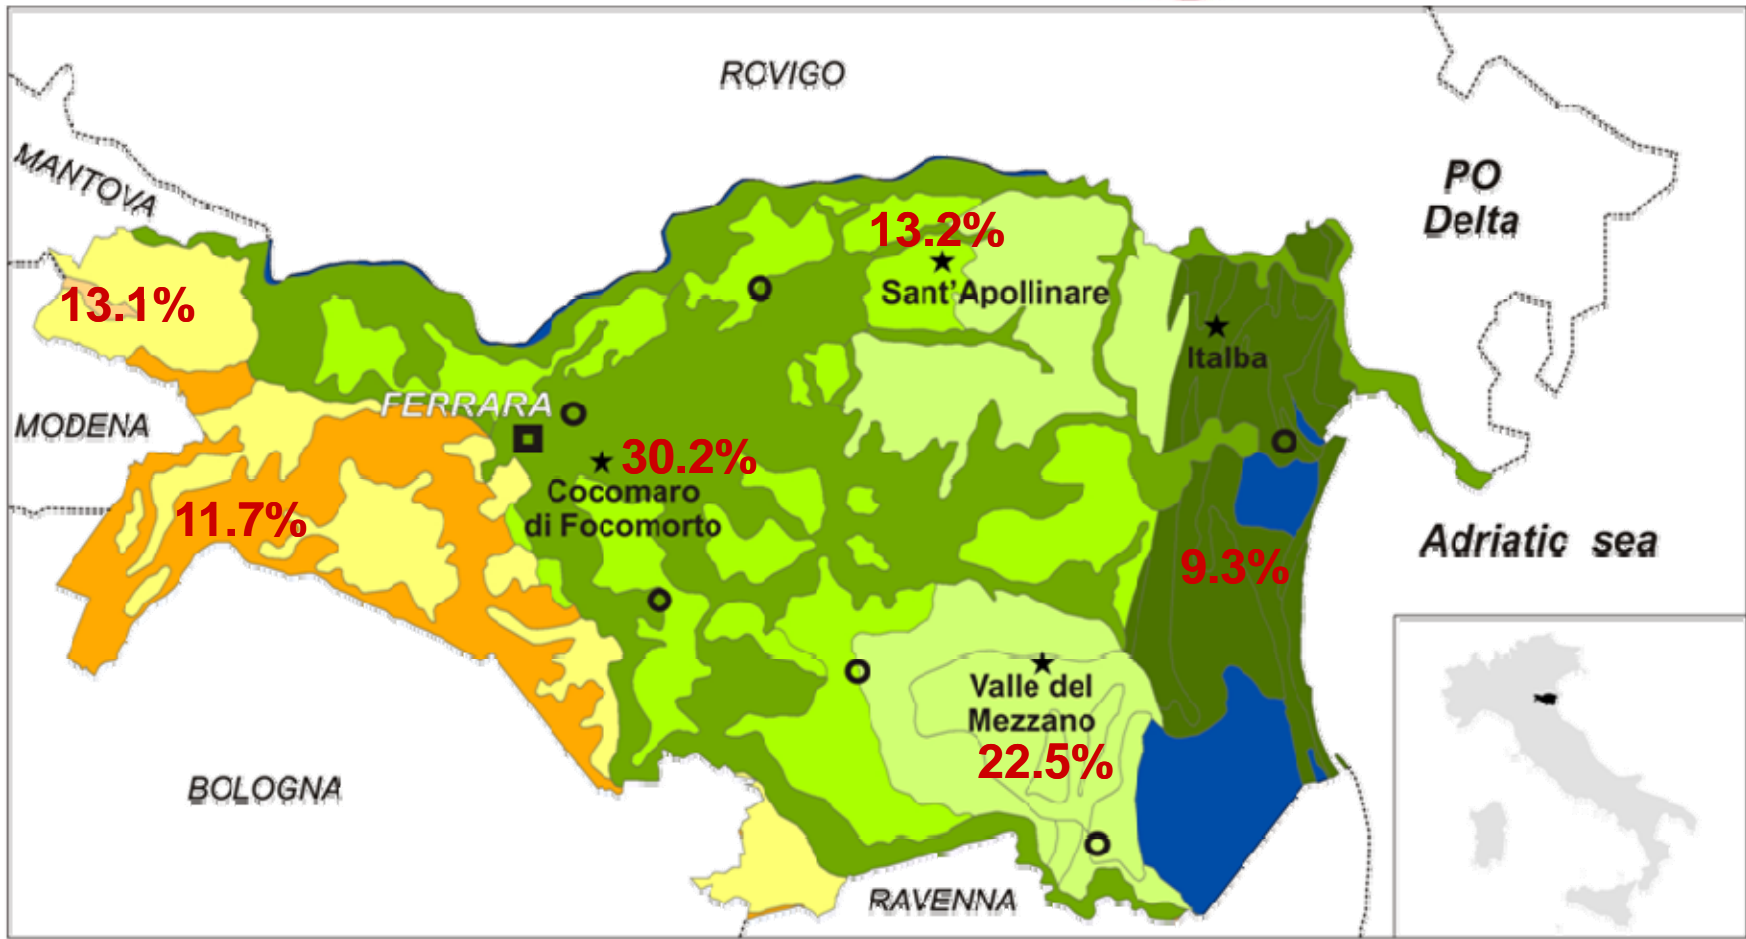 ROVIGO
MANTOVA
PO
Delta
13.2%
Sant'Apollinare
13.1%
Italba
FERRARA
MODENA
30.2%
Cocomaro
di Focomorto
11.7%
Adriatic sea
9.3%
Valle del
Mezzano
22.5%
BOLOGNA
RAVENNA